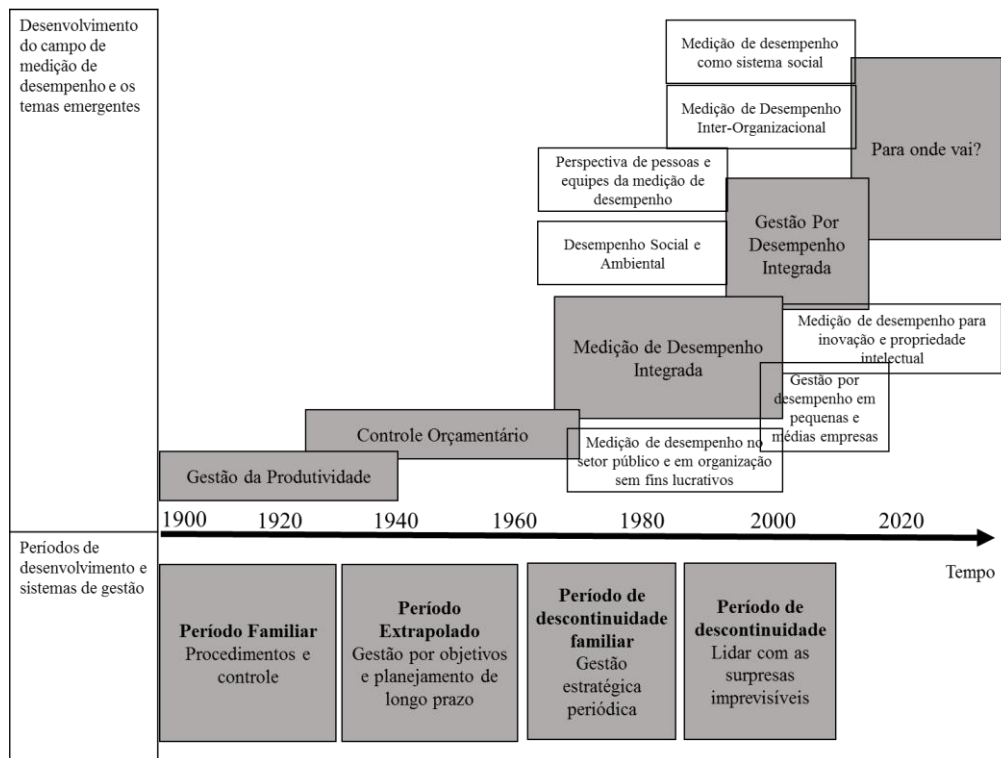 Desenvolvimento
do campo de
medição de
desempenho e os
temas emergentes
Medição de desempenho
como sistema social
Medição de Desempenho
Inter-Organizacional
Para onde vai?
Perspectiva de pessoas e
equipes da medição de
desempenho
Gestão Por
Desempenho
Integrada
Desempenho Social e
Ambiental
Medição de Desempenho
Integrada
Medição de desempenho para
inovação e propriedade
intelectual
Gestão por
desempenho em
pequenas e
médias empresas
Controle Orçamentário
Medição de desempenho no
setor público e em organização
sem fins lucrativos
Gestão da Produtividade
1900 1920 1940 1960 1980 2000 2020
Tempo
Períodos de
desenvolvimento e
sistemas de gestão
Período Familiar
Procedimentos e
controle
Período
Extrapolado
Gestão por objetivos
e planejamento de
longo prazo
Período de
descontinuidade
familiar
Gestão
estratégica
periódica
Período de
descontinuidade
Lidar com as
surpresas
imprevisíveis